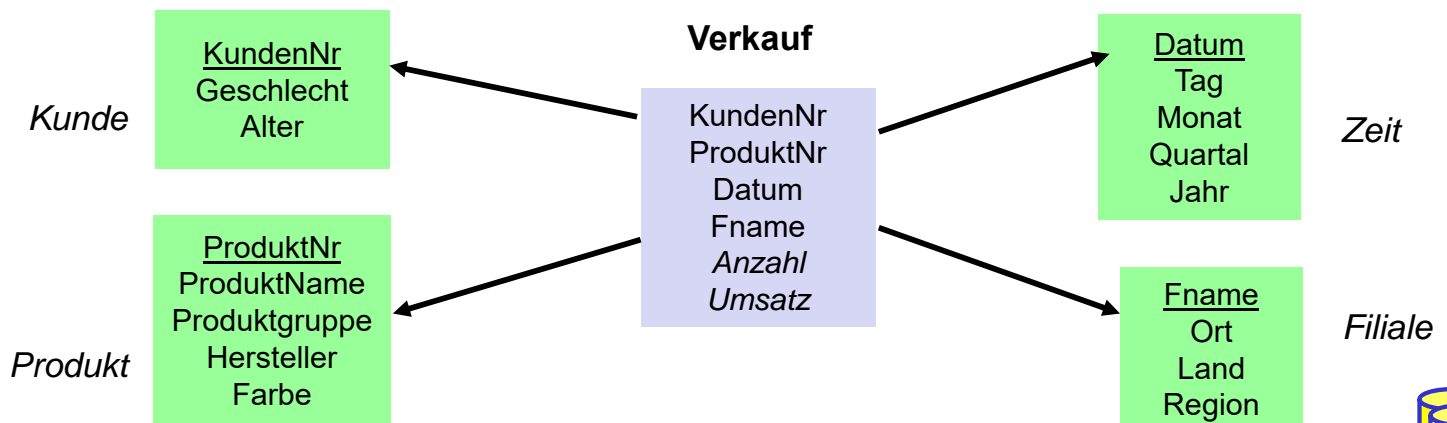 Kunde
KundenNr
Geschlecht
Alter
Produkt
ProduktNr
ProduktName
Produktgruppe
Hersteller
Farbe
Verkauf
KundenNr
ProduktNr
Datum
Fname
Anzahl
Umsatz
Datum
Tag
Monat
Quartal
Jahr
Zeit
Fname
Ort
Land
Region
Filiale